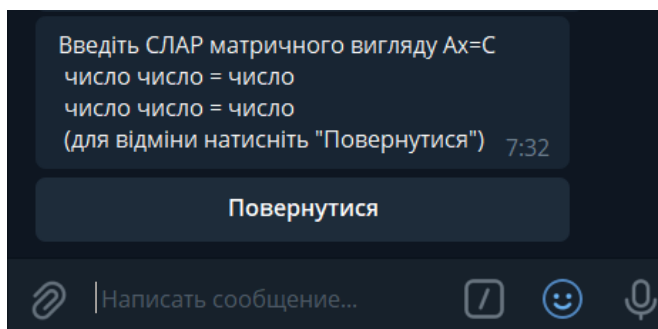 Введіть СЛАР матричного вигляду Ax=C
число число = число
число число = число
(для відміни натисніть "Повернутися") 7:32
Повернутися
Написать сообщение...